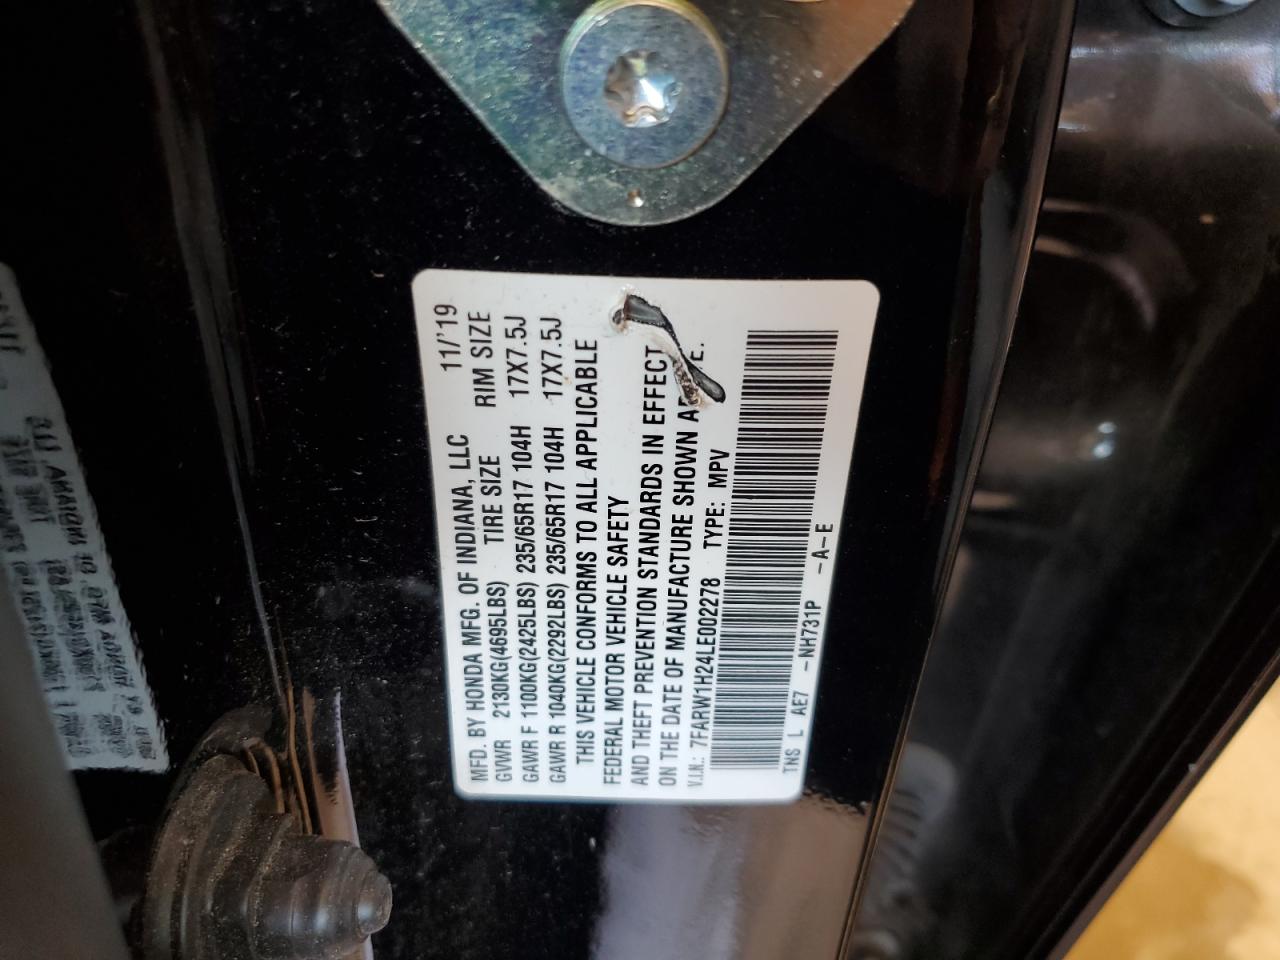 MFD. BY HONDA MFG. OF INDIANA, LLC 11/'19
GVWR 2130KG(4695LBS) TIRE SIZE RIM SIZE
GAWR F 1100KG(2425LBS) 235/65R17 104H 17X7.5J
GAWR R 1040KG(2292LBS) 235/65R17 104H 17X7.5J
THIS VEHICLE CONFORMS TO ALL APPLICABLE
FEDERAL MOTOR VEHICLE SAFETY
AND THEFT PREVENTION STANDARDS IN EFFECT
ON THE DATE OF MANUFACTURE SHOWN
V.I.N.: 7FARW1H24LE002278 TYPE: MPV
TNS L AE7 -NH731P -A-E